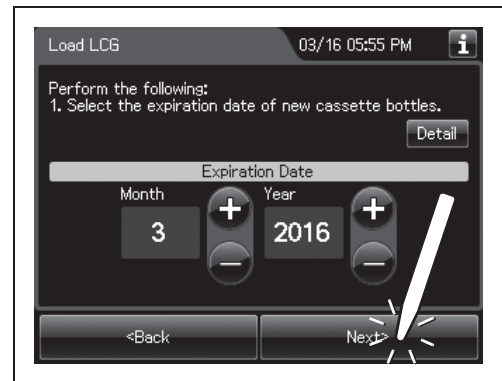 Load LCG 03/16 05:55 PM i
Perform the following:
1. Select the expiration date of new cassette bottles.
Detail
Expiration Date
Month Year
3 + − 2016 + −
<Back Next>